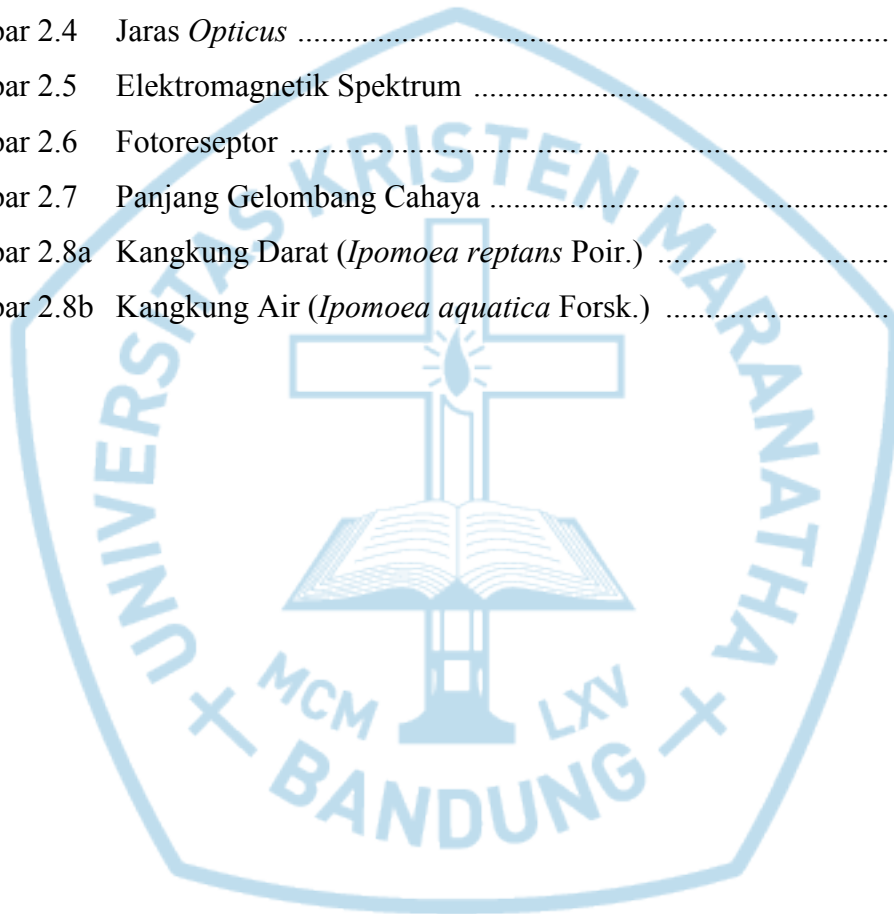 bar 2.4 Jaras Opticus ................................................................................
bar 2.5 Elektromagnetik Spektrum ........................................................
bar 2.6 Fotoreseptor .................................................................................
bar 2.7 Panjang Gelombang Cahaya ......................................................
bar 2.8a Kangkung Darat (Ipomoea reptans Poir.) ...............................
bar 2.8b Kangkung Air (Ipomoea aquatica Forsk.) ..............................
UNIVERSITAS KRISTEN MARANATHA
MCM LXV
BANDUNG